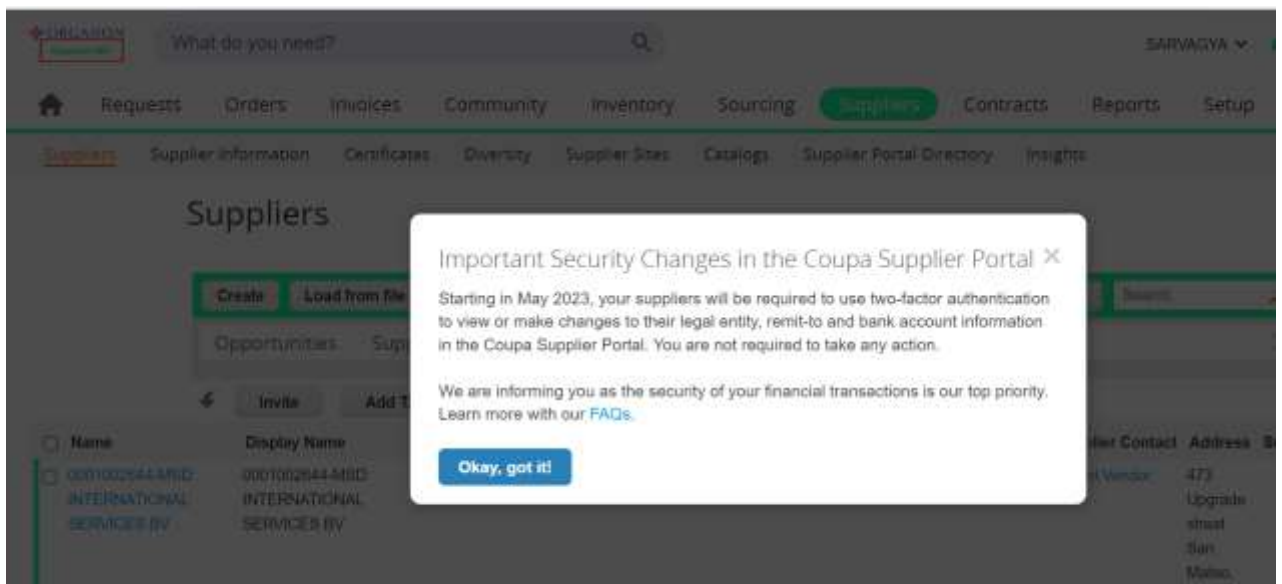 ORGANON
What do you need?
SARVAGYA
Requests Orders Invoices Community Inventory Sourcing Suppliers Contracts Reports Setup
Suppliers Supplier Information Certificates Diversity Supplier Sites Catalogs Supplier Portal Directory Insights
Suppliers
Important Security Changes in the Coupa Supplier Portal
Create Load from file Search
Starting in May 2023, your suppliers will be required to use two-factor authentication
to view or make changes to their legal entity, remit-to and bank account information
in the Coupa Supplier Portal. You are not required to take any action.
Opportunities
We are informing you as the security of your financial transactions is our top priority.
Learn more with our FAQs.
Invite Add
Okay, got it!
Name Display Name Contact Address
0001002644-MSD 0001002644-MSD Vendor 473
INTERNATIONAL INTERNATIONAL Upgrade
SERVICES BV SERVICES BV street
San
Mateo,